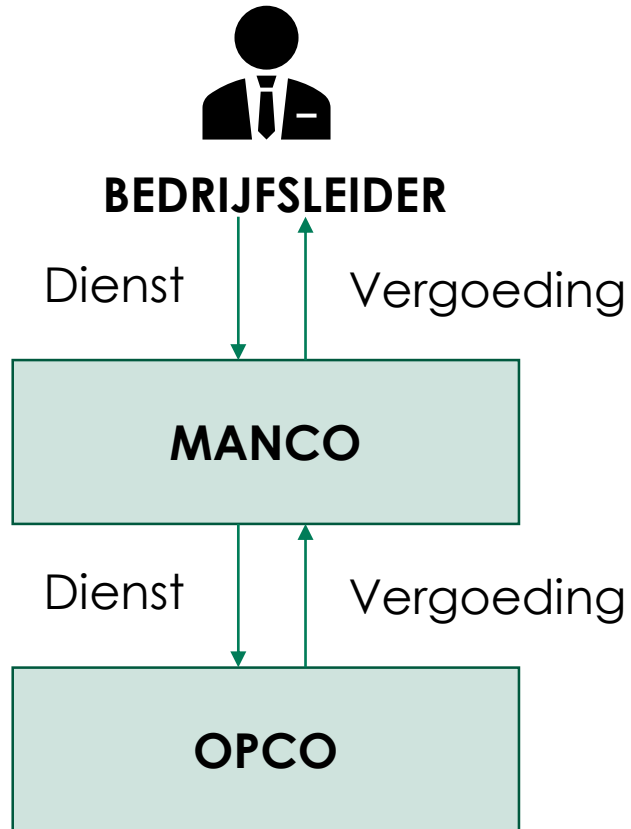 BEDRIJFSLEIDER
Dienst
Vergoeding
MANCO
Dienst
Vergoeding
OPCO